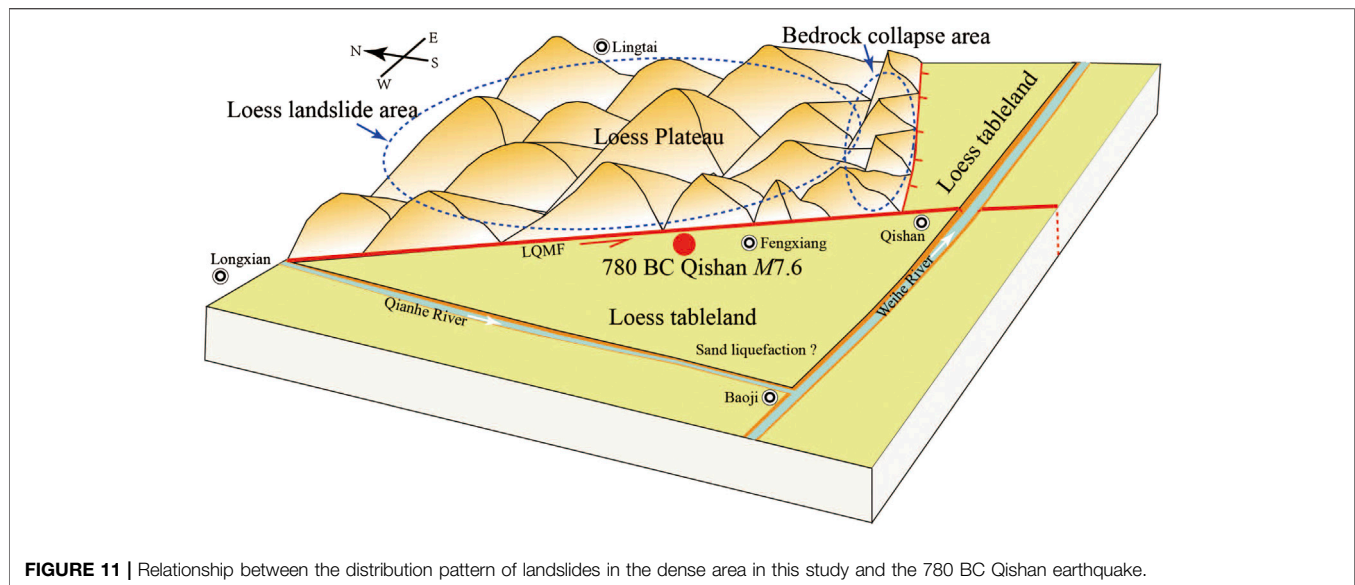 Bedrock collapse area
Lingtai
N
E
S
W
Loess landslide area
Loess Plateau
Loess tableland
Qishan
Fengxiang
LQMF
Longxian
780 BC Qishan M7.6
Weihe River
Qianhe River
Loess tableland
Sand liquefaction ?
Baoji
FIGURE 11 | Relationship between the distribution pattern of landslides in the dense area in this study and the 780 BC Qishan earthquake.